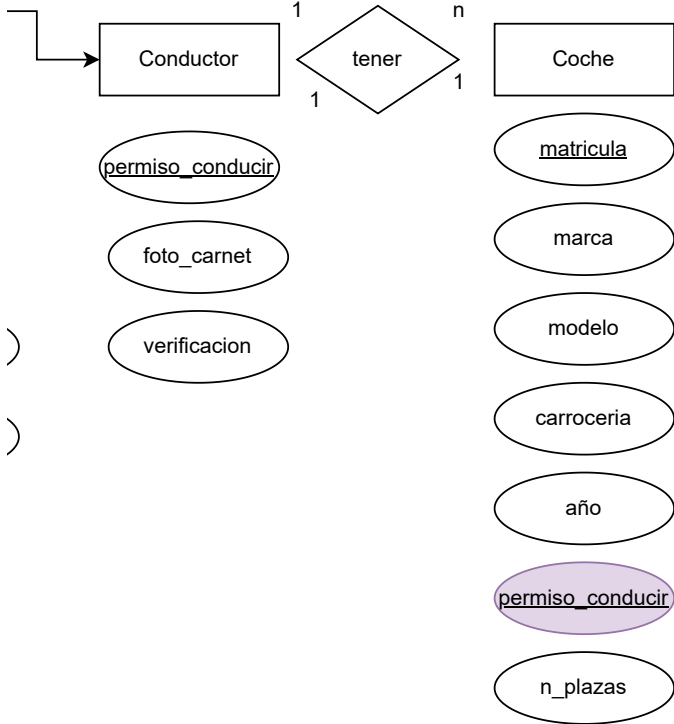 1
n
Conductor
tener
Coche
1
1
permiso_conducir
matricula
foto_carnet
marca
verificacion
modelo
carroceria
año
permiso_conducir
n_plazas